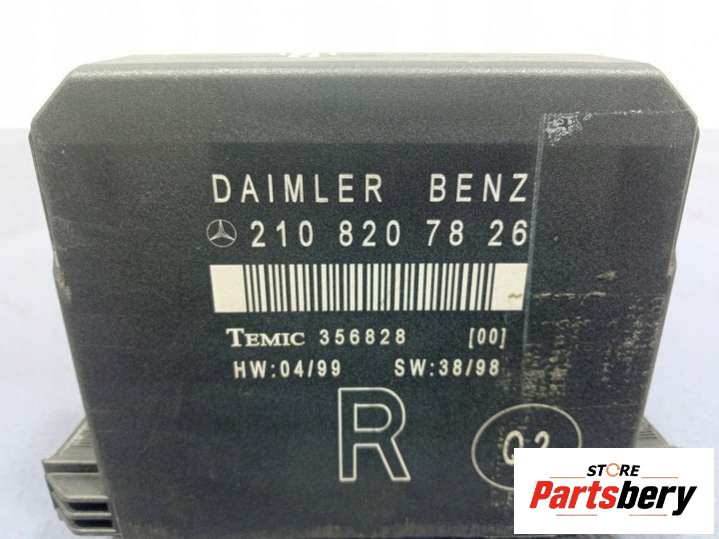 DAIMLER BENZ
210 820 78 26
TEMIC 356828 [00]
HW:04/99 SW:38/98
R
STORE
Partsbery